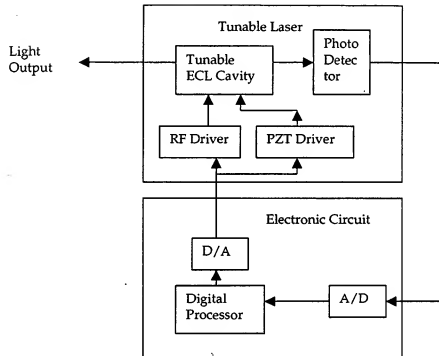 Tunable Laser
Light
Output
Tunable
ECL Cavity
Photo
Detec
tor
RF Driver
PZT Driver
Electronic Circuit
D/A
Digital
Processor
A/D